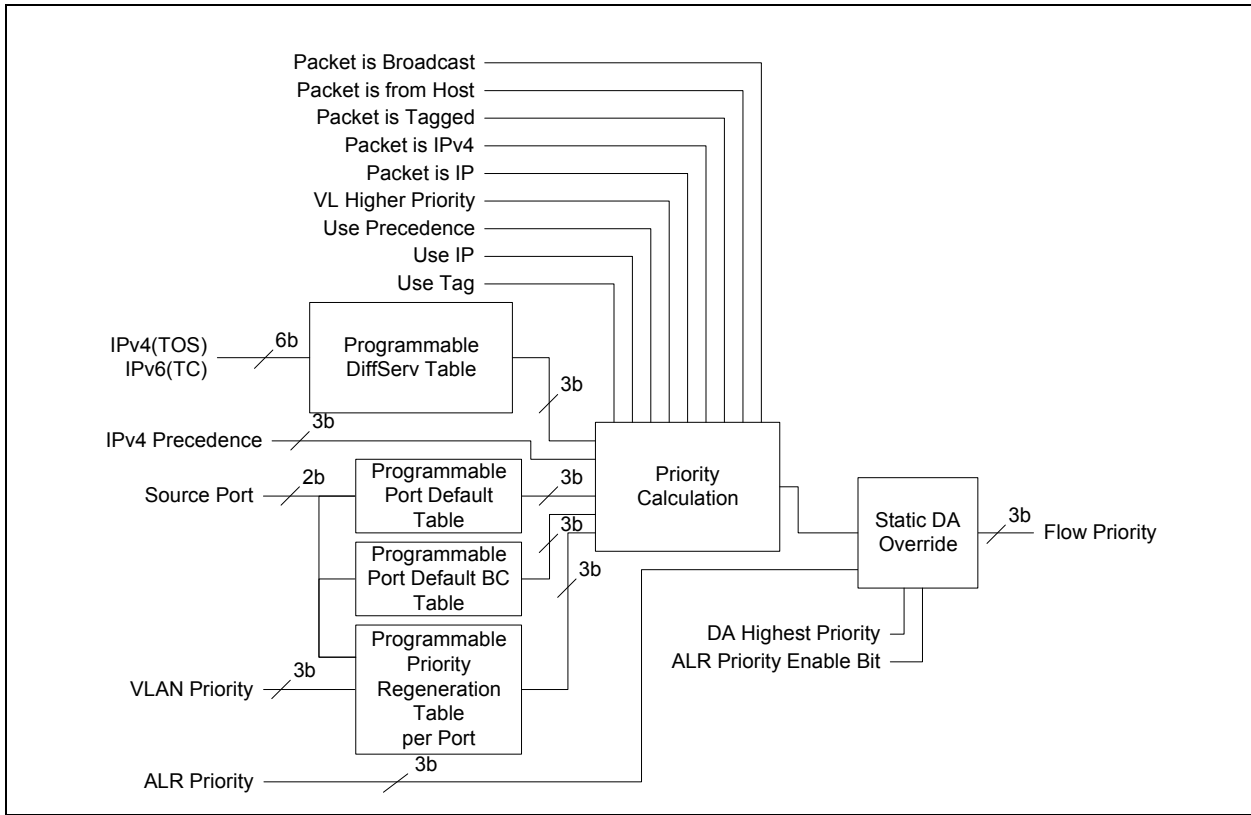 Packet is Broadcast
Packet is from Host
Packet is Tagged
Packet is IPv4
Packet is IP
VL Higher Priority
Use Precedence
Use IP
Use Tag
IPv4(TOS)
IPv6(TC)
6b
Programmable
DiffServ Table
3b
IPv4 Precedence
3b
Source Port
2b
Programmable
Port Default
Table
3b
Programmable
Port Default BC
Table
3b
VLAN Priority
3b
Programmable
Priority
Regeneration
Table
per Port
3b
ALR Priority
3b
Priority
Calculation
Static DA
Override
3b
Flow Priority
DA Highest Priority
ALR Priority Enable Bit